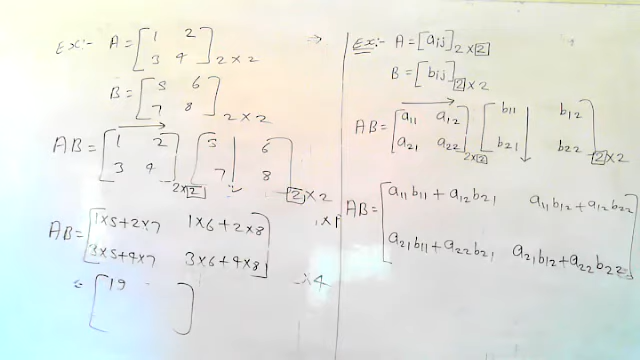 Ex:- A = [1 2
3 4] 2×2
B = [5 6
7 8] 2×2
AB = [1 2
3 4] 2×2 [5 6
7 8] 2×2
AB = [1×5+2×7 1×6+2×8
3×5+4×7 3×6+4×8]
= [19 ]
⇒
Ex:- A = [aij] 2×2
B = [bij] 2×2
AB = [a11 a12
a21 a22] 2×2 [b11 b12
b21 b22] 2×2
AB = [a11b11 + a12b21 a11b12 + a12b22
a21b11 + a22b21 a21b12 + a22b22]